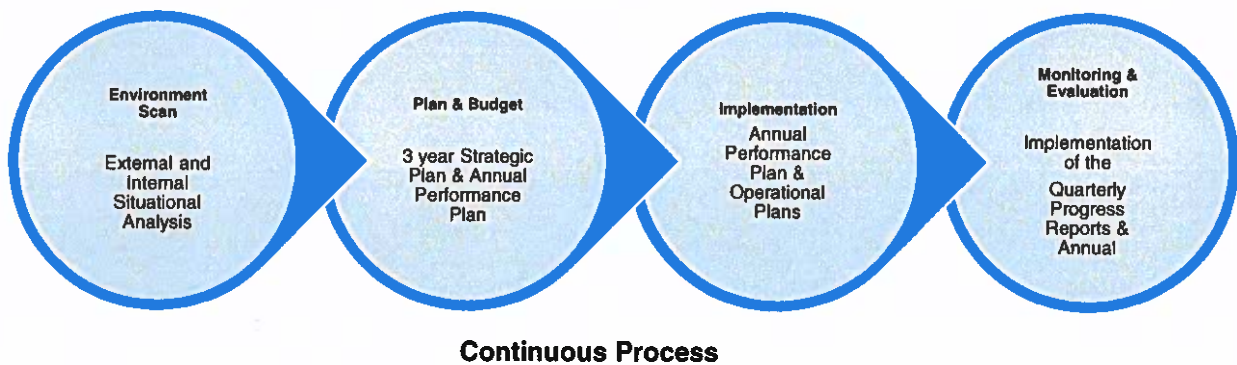 Environment
Scan
External and
Internal
Situational
Analysis
Plan & Budget
3 year Strategic
Plan & Annual
Performance
Plan
Implementation
Annual
Performance
Plan &
Operational
Plans
Monitoring &
Evaluation
Implementation
of the
Quarterly
Progress
Reports &
Annual
Continuous Process